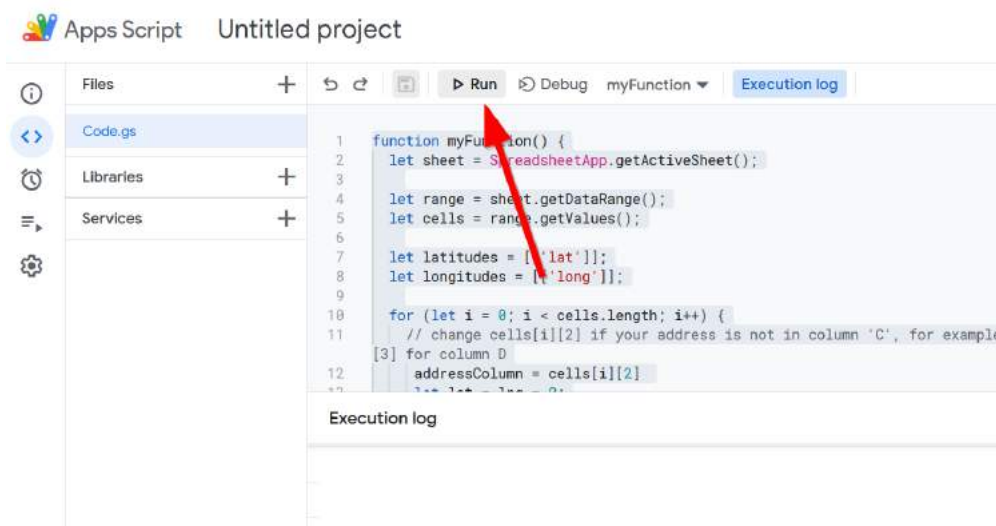 Apps Script Untitled project
Files
Code.gs
Libraries
Services
Run Debug myFunction Execution log
1 function myFunction() {
2 let sheet = SpreadsheetApp.getActiveSheet();
3
4 let range = sheet.getDataRange();
5 let cells = range.getValues();
6
7 let latitudes = [['lat']];
8 let longitudes = [['long']];
9
10 for (let i = 0; i < cells.length; i++) {
11 // change cells[i][2] if your address is not in column 'C', for example
[3] for column D
12 addressColumn = cells[i][2]
Execution log